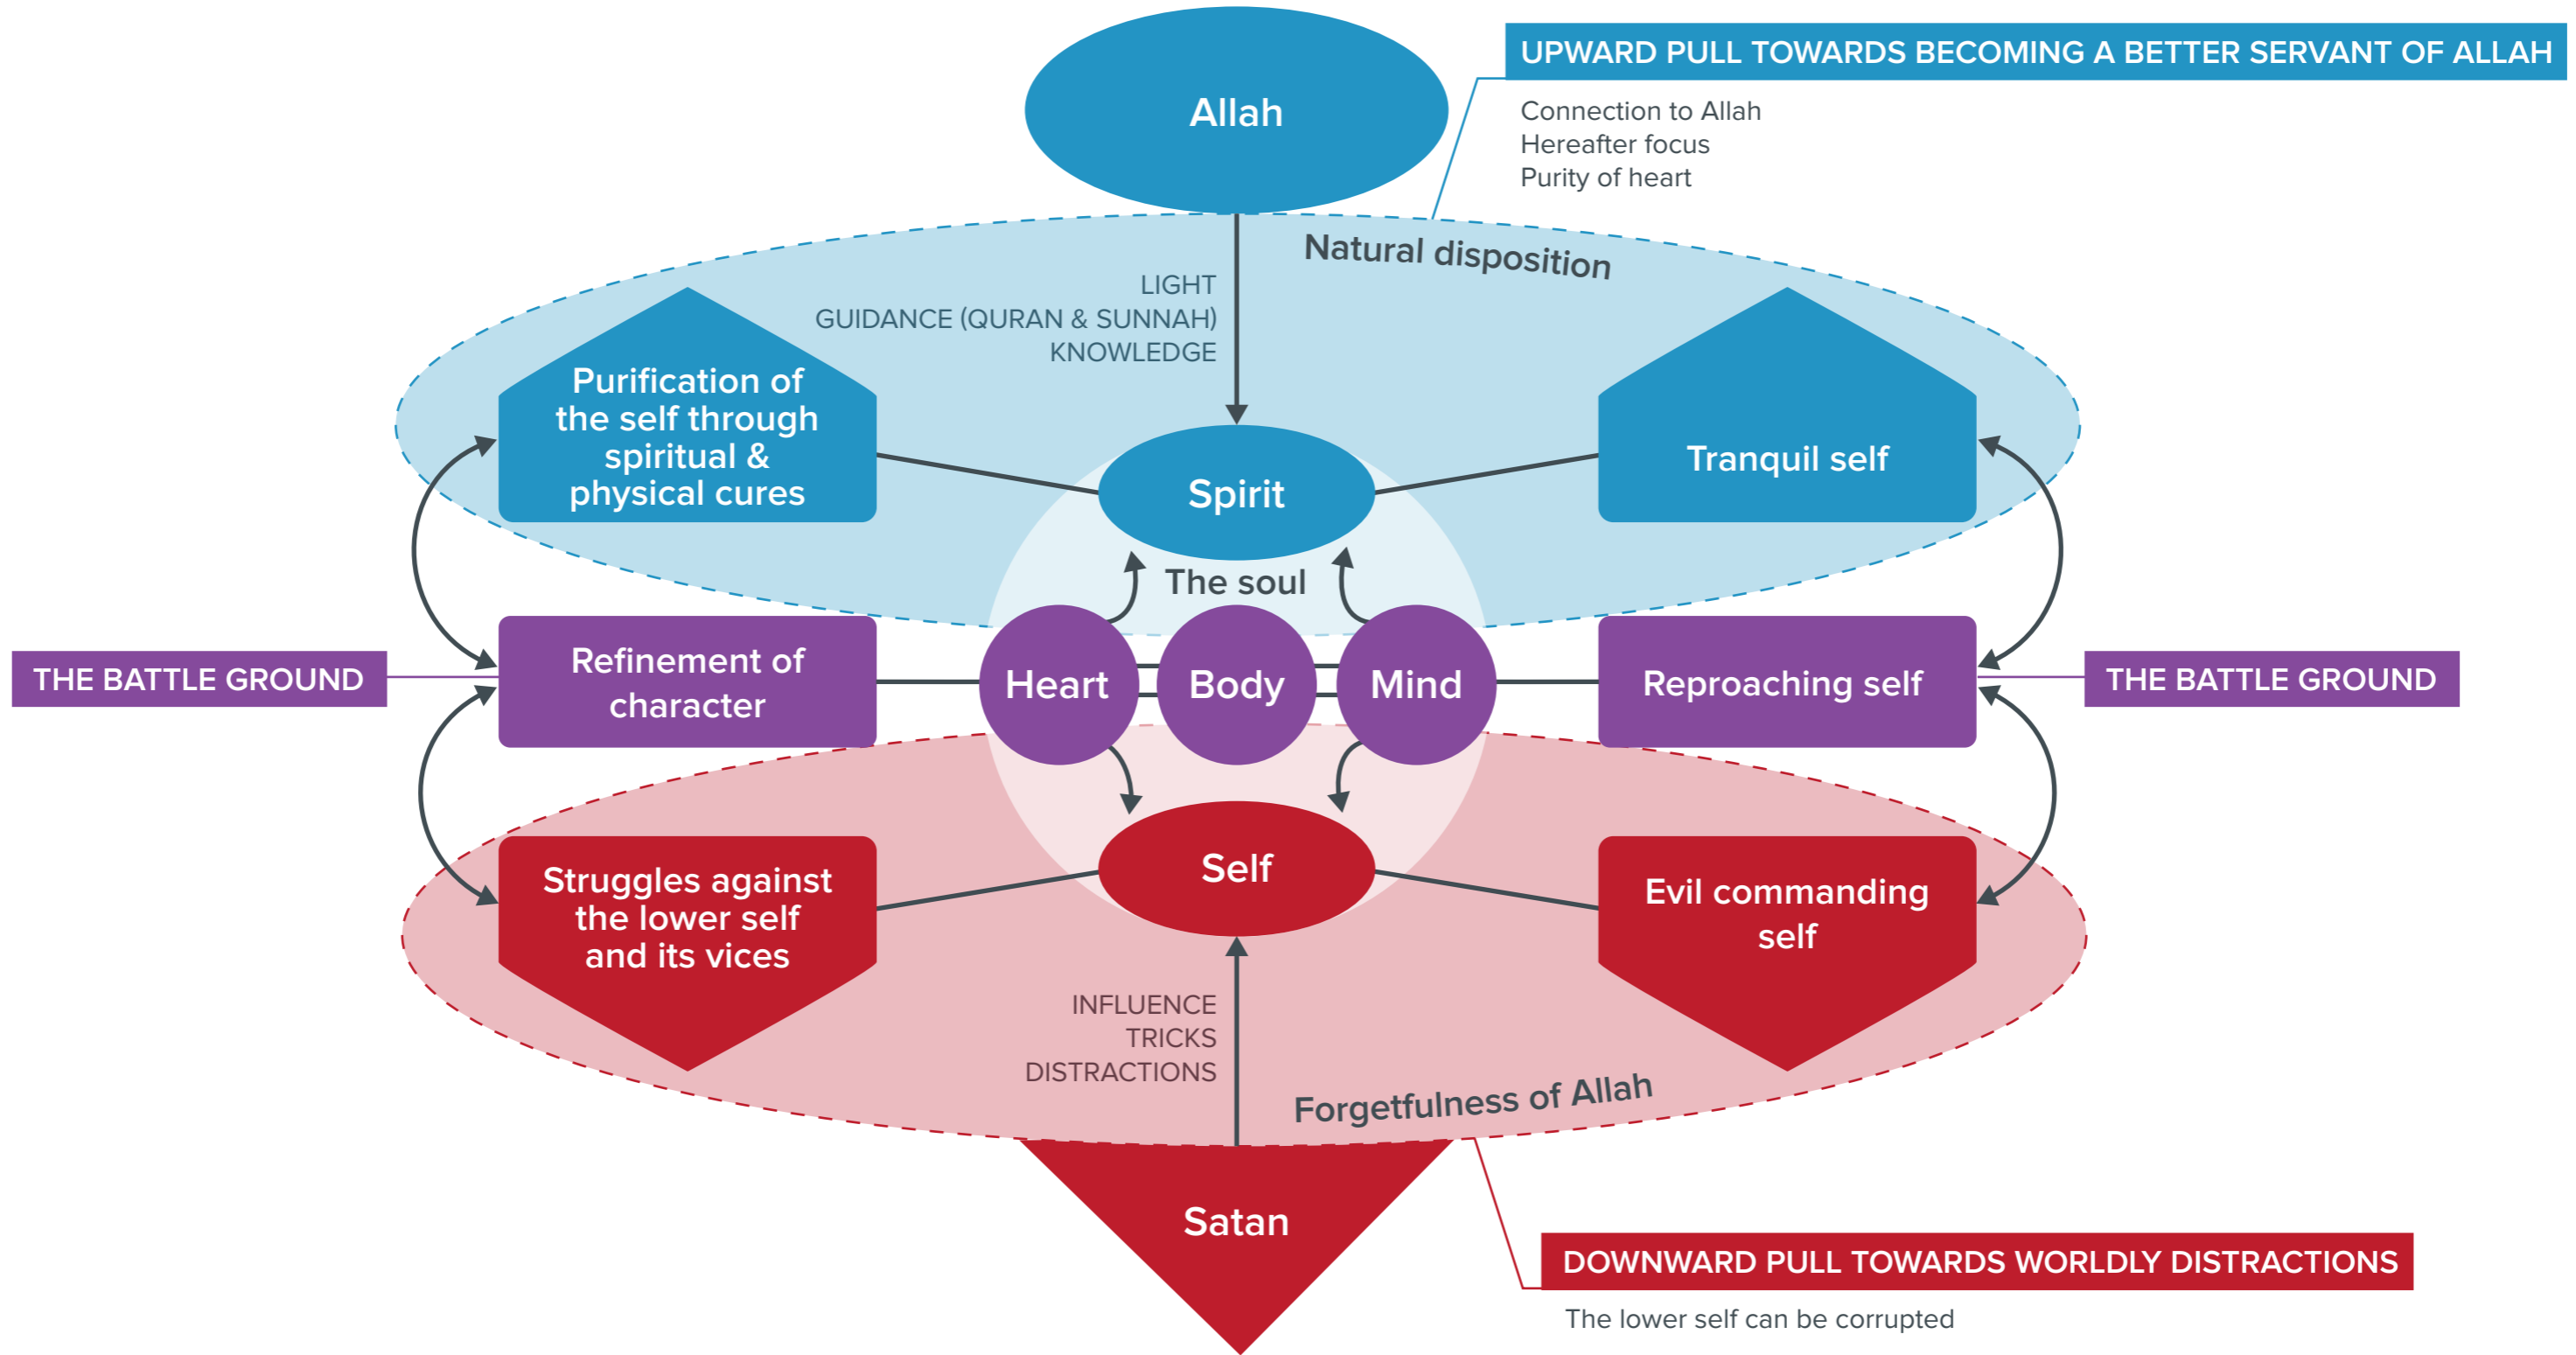 UPWARD PULL TOWARDS BECOMING A BETTER SERVANT OF ALLAH
Connection to Allah
Hereafter focus
Purity of heart
Allah
Natural disposition
LIGHT
GUIDANCE (QURAN & SUNNAH)
KNOWLEDGE
Purification of
the self through
spiritual &
physical cures
Spirit
Tranquil self
The soul
THE BATTLE GROUND
Refinement of
character
Heart
Body
Mind
Reproaching self
THE BATTLE GROUND
Struggles against
the lower self
and its vices
Self
Evil commanding
self
INFLUENCE
TRICKS
DISTRACTIONS
Forgetfulness of Allah
Satan
DOWNWARD PULL TOWARDS WORLDLY DISTRACTIONS
The lower self can be corrupted